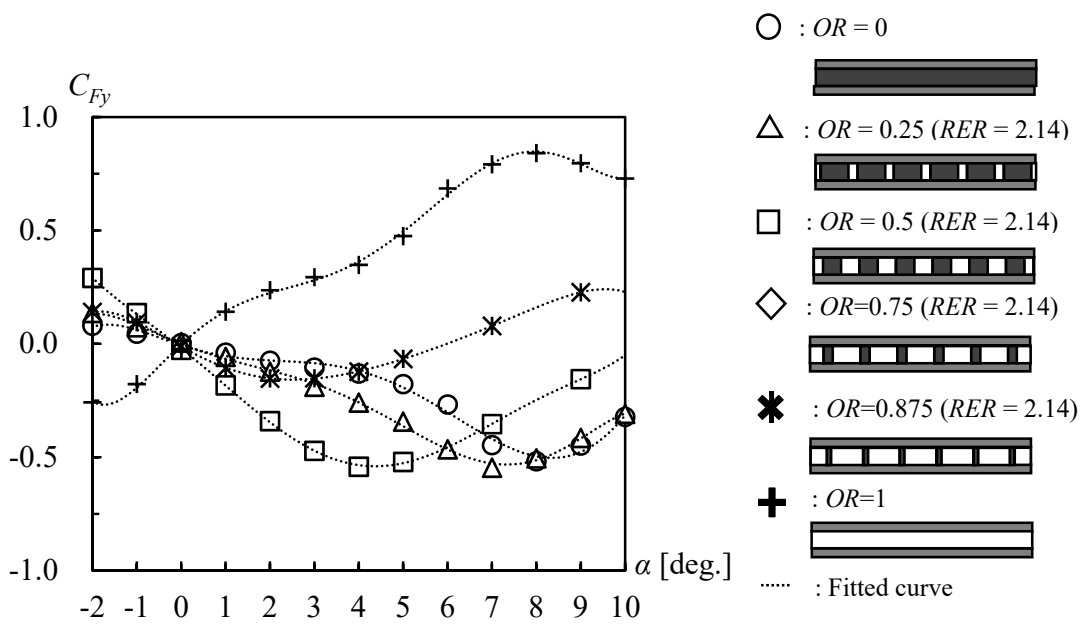 C_Fy
1.0
0.5
0.0
-0.5
-1.0
-2 -1 0 1 2 3 4 5 6 7 8 9 10
α [deg.]
: OR = 0
: OR = 0.25 (RER = 2.14)
: OR = 0.5 (RER = 2.14)
: OR=0.75 (RER = 2.14)
: OR=0.875 (RER = 2.14)
: OR=1
: Fitted curve